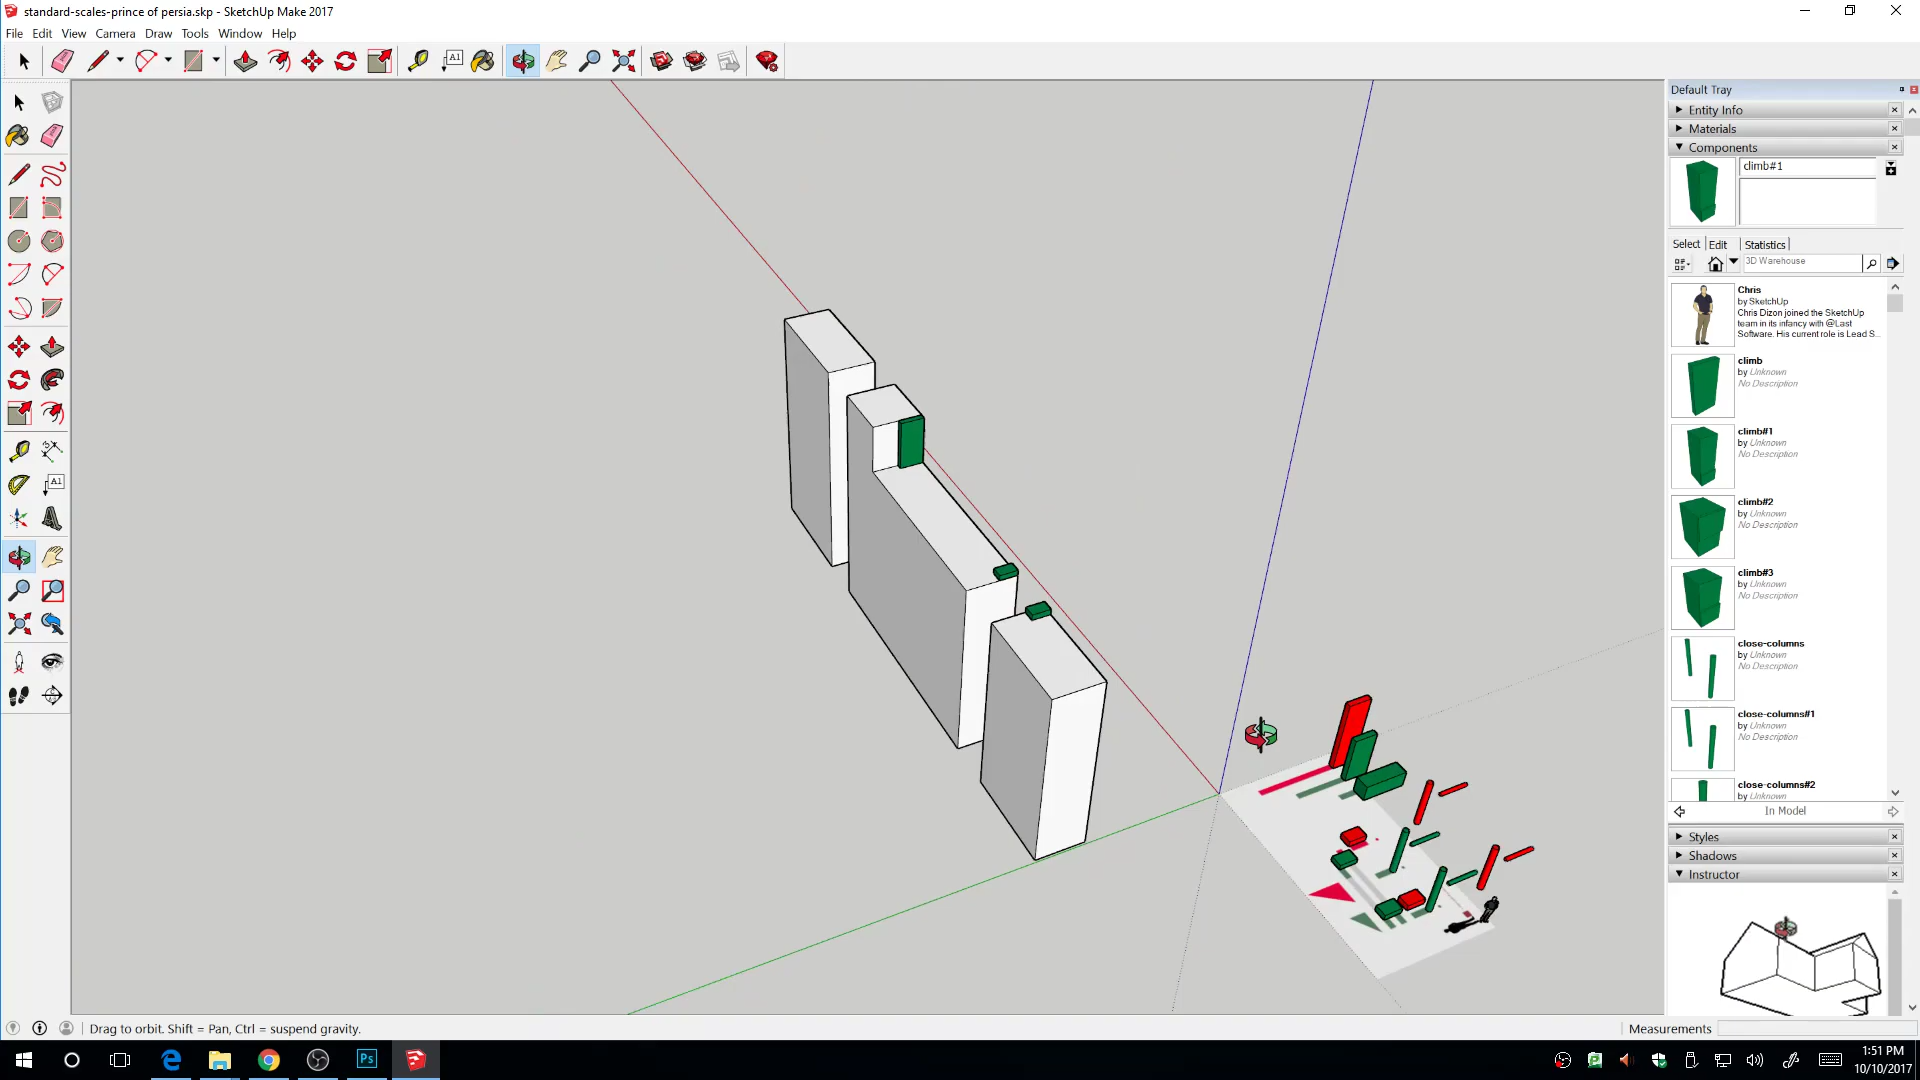 standard-scales-prince of persia.skp - SketchUp Make 2017
File Edit View Camera Draw Tools Window Help
A1
Default Tray
Entity Info
Materials
Components
climb#1
Select Edit Statistics
3D Warehouse
Chris
by SketchUp
Chris Dizon joined the SketchUp
team in its infancy with @Last
Software. His current role is Lead S...
climb
by Unknown
No Description
climb#1
by Unknown
No Description
climb#2
by Unknown
No Description
climb#3
by Unknown
No Description
close-columns
by Unknown
No Description
close-columns#1
by Unknown
No Description
close-columns#2
by Unknown
In Model
Styles
Shadows
Instructor
A1
Drag to orbit. Shift = Pan, Ctrl = suspend gravity.
Measurements
Ps
1:51 PM
10/10/2017